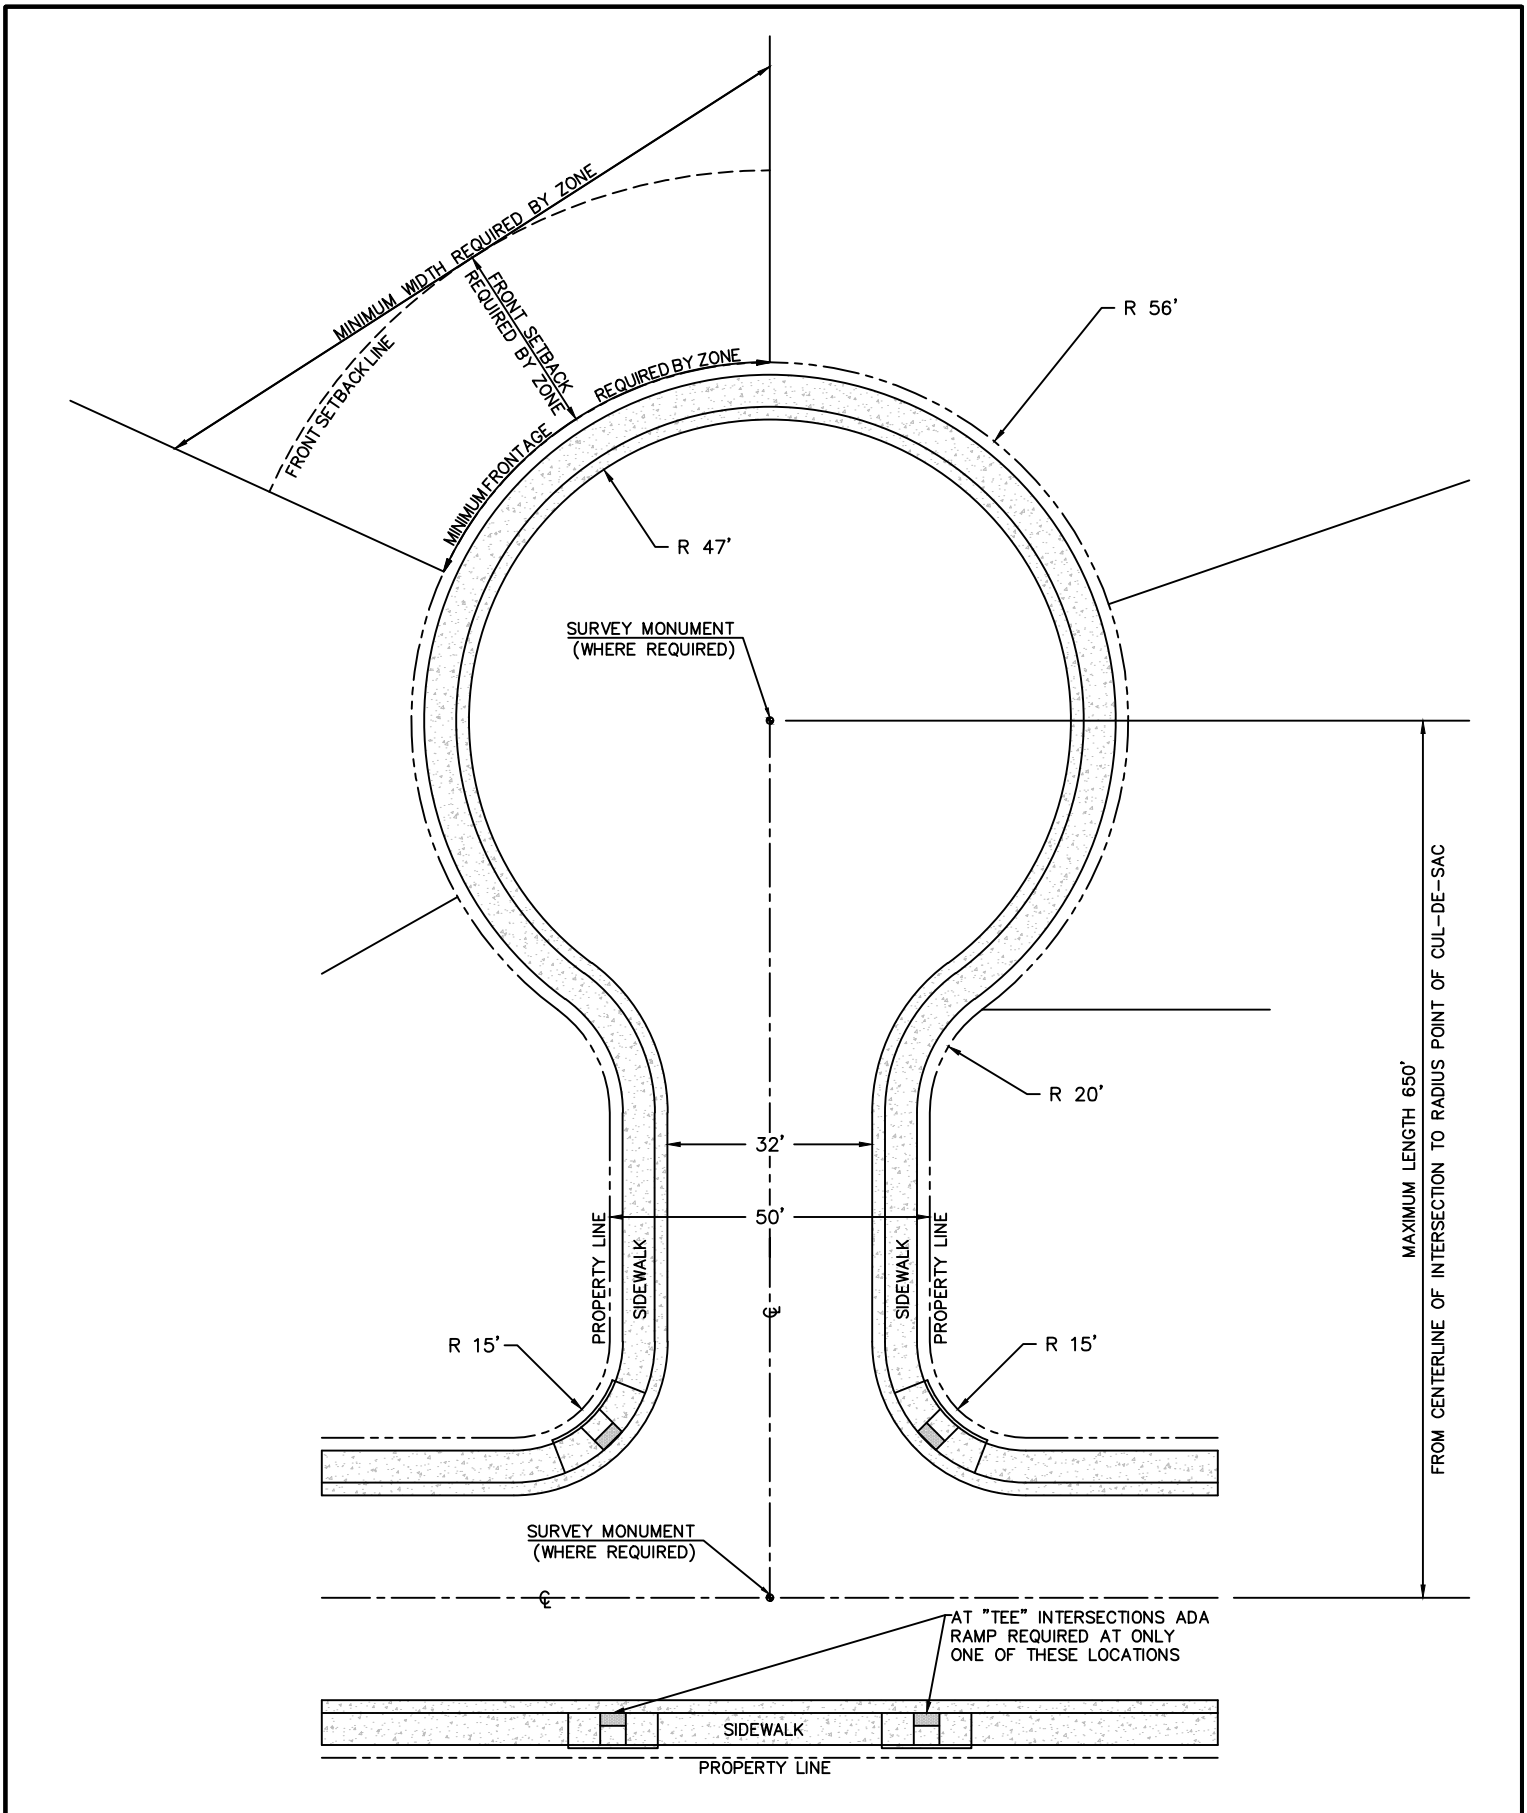 MINIMUM WIDTH REQUIRED BY ZONE
FRONT SETBACK
REQUIRED BY ZONE
FRONT SETBACK LINE
MINIMUM FRONTAGE REQUIRED BY ZONE
R 56'
R 47'
SURVEY MONUMENT
(WHERE REQUIRED)
MAXIMUM LENGTH 650'
FROM CENTERLINE OF INTERSECTION TO RADIUS POINT OF CUL-DE-SAC
R 20'
32'
50'
PROPERTY LINE
SIDEWALK
SIDEWALK
PROPERTY LINE
℄
R 15'
R 15'
SURVEY MONUMENT
(WHERE REQUIRED)
℄
AT "TEE" INTERSECTIONS ADA
RAMP REQUIRED AT ONLY
ONE OF THESE LOCATIONS
SIDEWALK
PROPERTY LINE